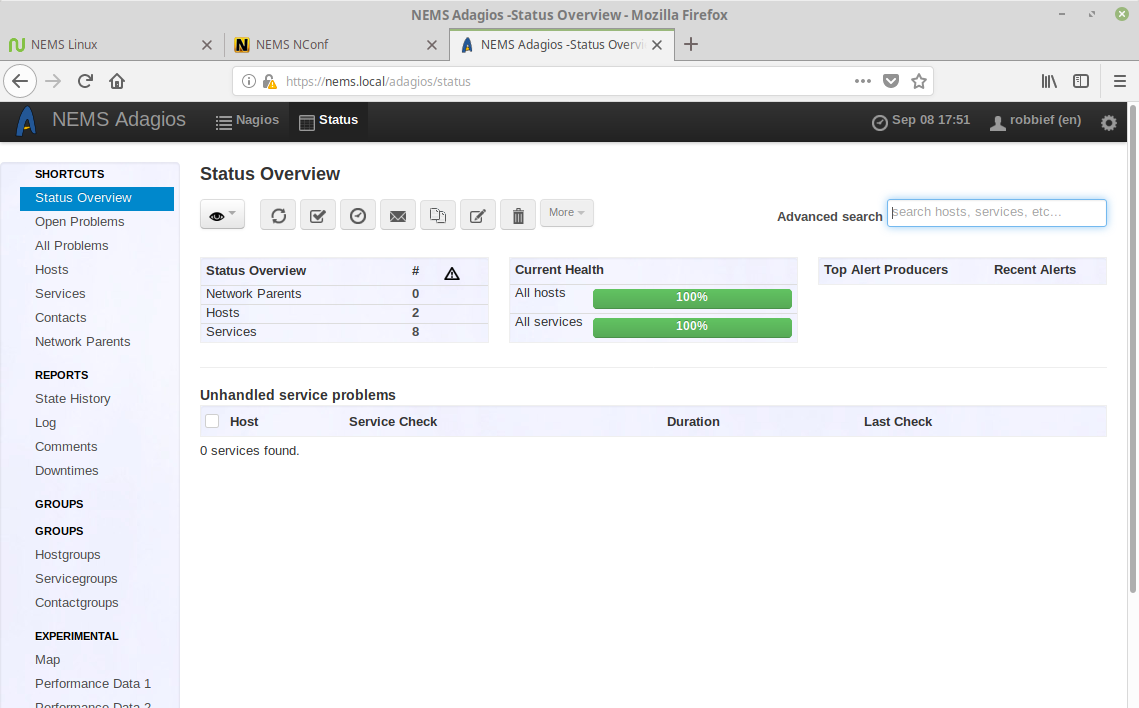 NEMS Adagios -Status Overview - Mozilla Firefox
NEMS Linux
NEMS NConf
NEMS Adagios -Status Overvi
https://nems.local/adagios/status
NEMS Adagios
Nagios
Status
Sep 08 17:51
robbief (en)
SHORTCUTS
Status Overview
Open Problems
All Problems
Hosts
Services
Contacts
Network Parents
REPORTS
State History
Log
Comments
Downtimes
GROUPS
GROUPS
Hostgroups
Servicegroups
Contactgroups
EXPERIMENTAL
Map
Performance Data 1
Performance Data 2
Status Overview
More
Advanced search
search hosts, services, etc...
Status Overview #
Network Parents 0
Hosts 2
Services 8
Current Health
All hosts 100%
All services 100%
Top Alert Producers Recent Alerts
Unhandled service problems
Host Service Check Duration Last Check
0 services found.